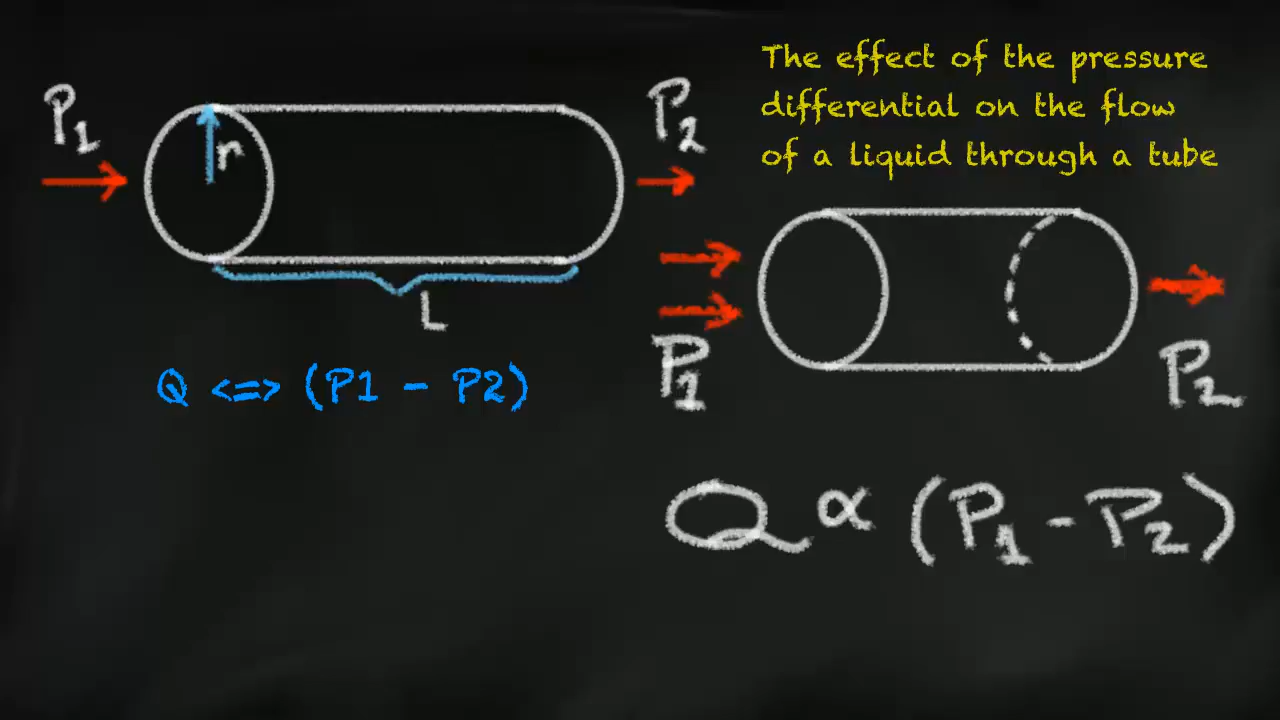 The effect of the pressure
differential on the flow
of a liquid through a tube
P₁
r
P₂
L
Q <=> (P1 - P2)
P₁
P₂
Q ∝ (P₁ - P₂)